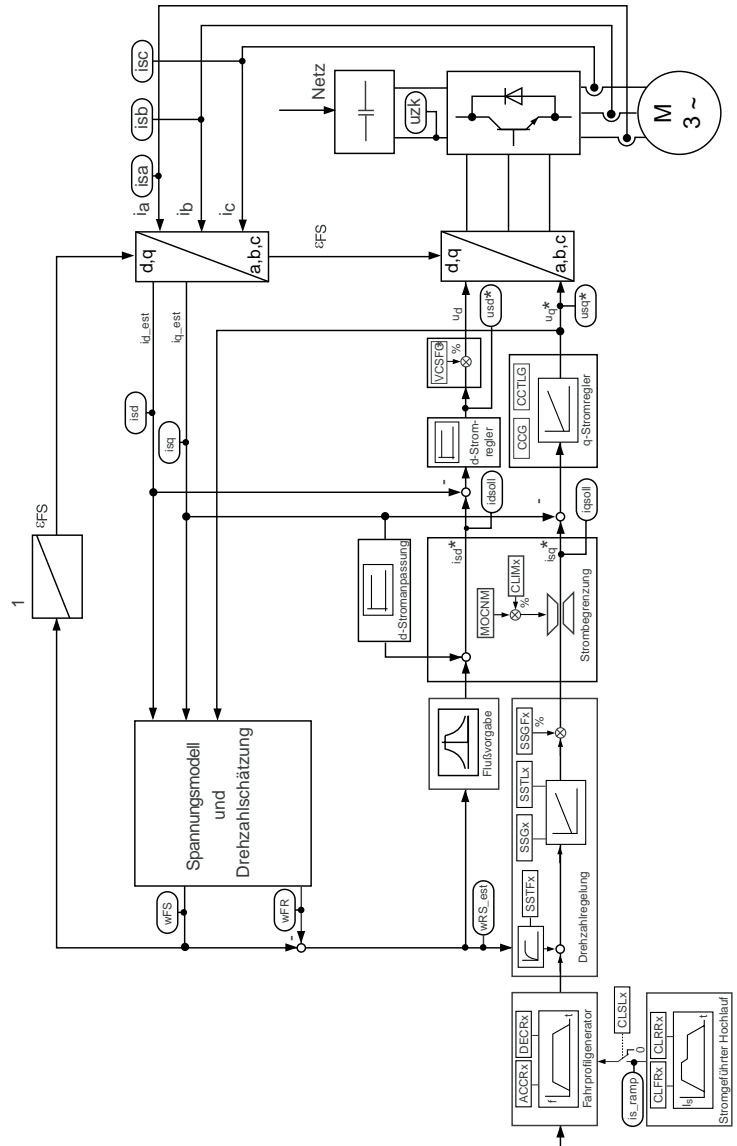 isa
isb
isc
ia
ib
ic
Netz
uzk
M
3 ~
d,q
a,b,c
εFS
d,q
a,b,c
id_est
iq_est
ud
usd*
uq*
usq*
isd
isq
VCSFG*
%
CCG
CCTLG
d-Strom-
regler
q-Stromregler
-
-
idsoll
iqsoll
εFS
1
d-Stromanpassung
isd*
isq*
MOCNM
CLIMx
%
Strombegrenzung
Spannungsmodell
und
Drehzahlschätzung
Flußvorgabe
wFS
wFR
-
wRS_est
SSTFx
SSGx
SSTLx
SSGFx
%
Drehzahlregelung
ACCRx
DECRx
f
t
Fahrprofilgenerator
CLSLx
0
is_ramp
CLFRx
CLRRx
Is
t
Stromgeführter Hochlauf